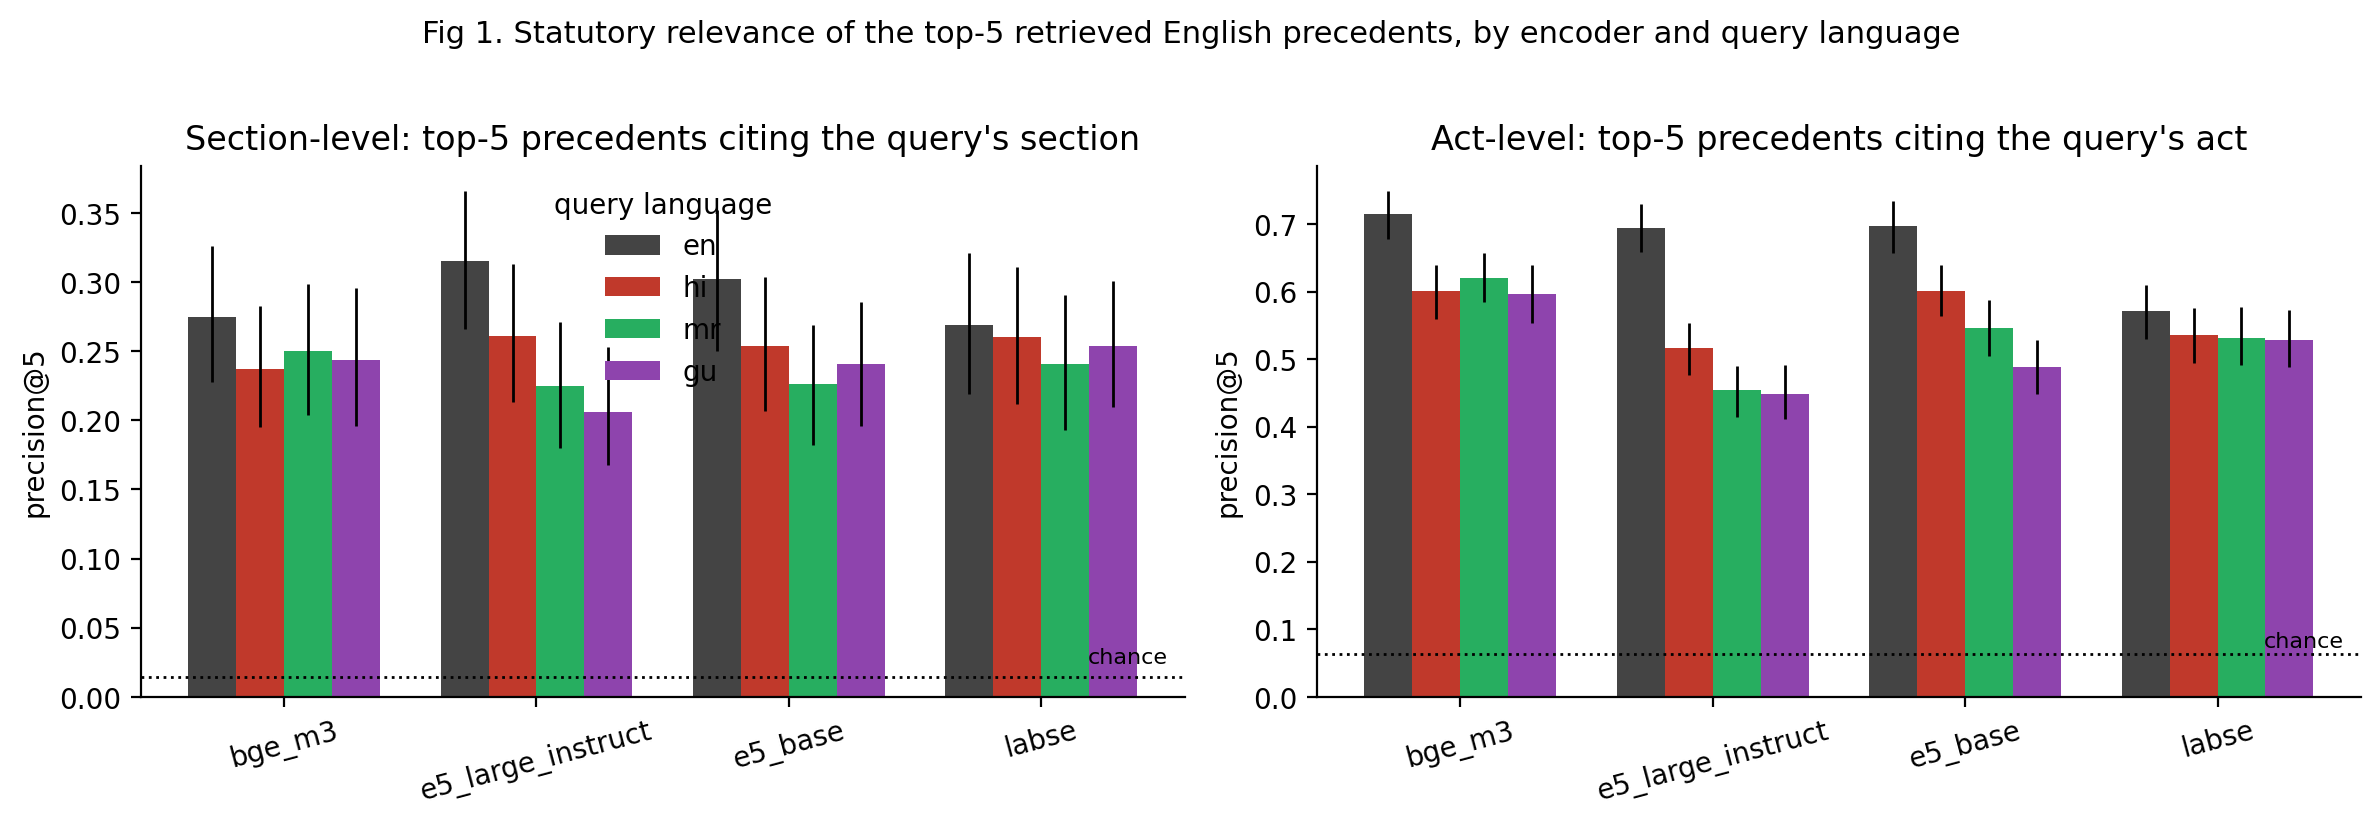 Fig 1. Statutory relevance of the top-5 retrieved English precedents, by encoder and query language
Section-level: top-5 precedents citing the query's section
precision@5
0.35
0.30
0.25
0.20
0.15
0.10
0.05
0.00
query language
en
hi
mr
gu
chance
bge_m3
e5_large_instruct
e5_base
labse
Act-level: top-5 precedents citing the query's act
precision@5
0.7
0.6
0.5
0.4
0.3
0.2
0.1
0.0
chance
bge_m3
e5_large_instruct
e5_base
labse